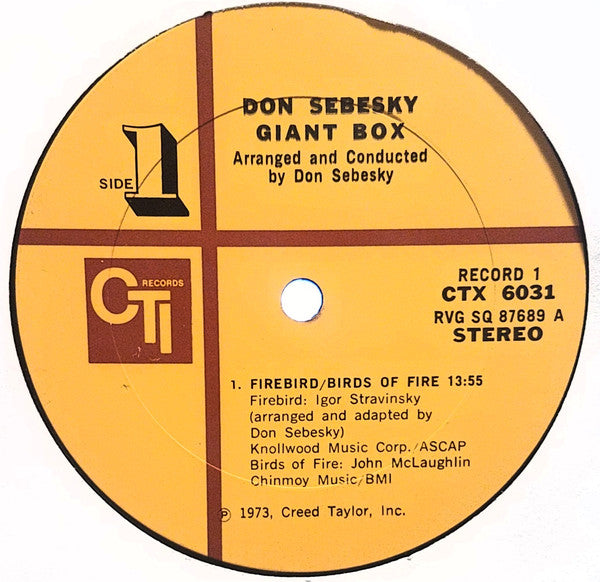 DON SEBESKY
GIANT BOX
Arranged and Conducted
by Don Sebesky
SIDE 1
CTI RECORDS
RECORD 1
CTX 6031
RVG SQ 87689 A
STEREO
1. FIREBIRD/BIRDS OF FIRE 13:55
Firebird: Igor Stravinsky
(arranged and adapted by
Don Sebesky)
Knollwood Music Corp./ASCAP
Birds of Fire: John McLaughlin
Chinmoy Music/BMI
℗ 1973, Creed Taylor, Inc.